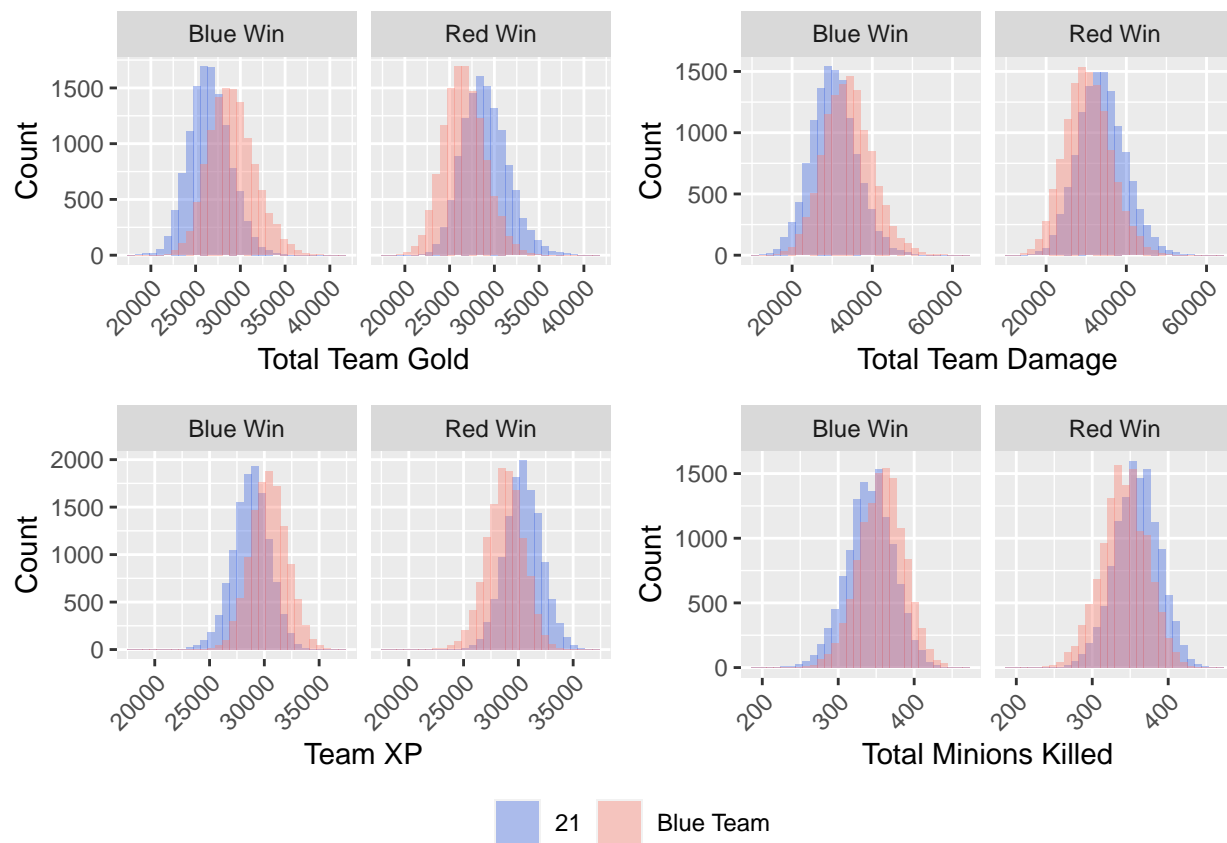 Blue Win Red Win
Count
1500
1000
500
0
20000 25000 30000 35000 40000 20000 25000 30000 35000 40000
Total Team Gold
Blue Win Red Win
Count
1500
1000
500
0
20000 40000 60000 20000 40000 60000
Total Team Damage
Blue Win Red Win
Count
2000
1500
1000
500
0
20000 25000 30000 35000 20000 25000 30000 35000
Team XP
Blue Win Red Win
Count
1500
1000
500
0
200 300 400 200 300 400
Total Minions Killed
21 Blue Team